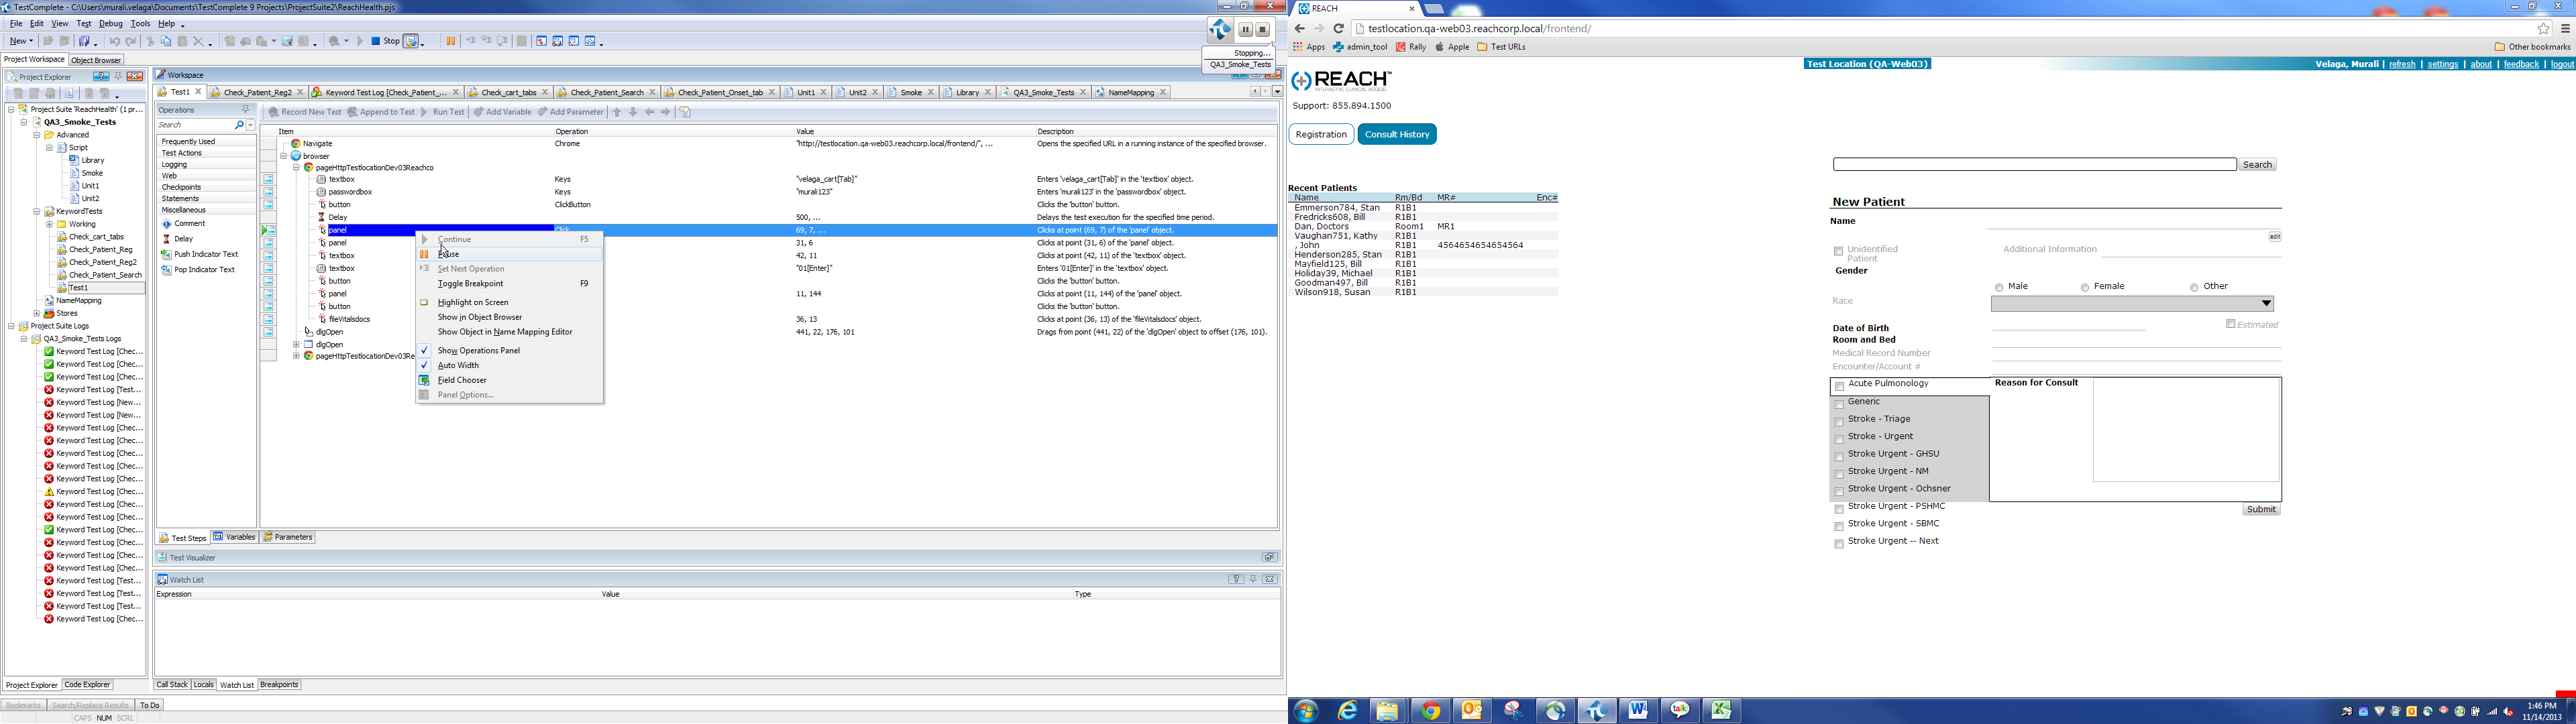 TestComplete - C:\Users\murali.velaga\Documents\TestComplete 9 Projects\ProjectSuite2\ReachHealth.pjs
File Edit View Test Debug Tools Help
New Stop
Stopping...
QA3_Smoke_Tests
Project Workspace Object Browser
Project Explorer
Project Suite 'ReachHealth' (1 pr...
QA3_Smoke_Tests
Advanced
Script
Library
Smoke
Unit1
Unit2
KeywordTests
Working
Check_cart_tabs
Check_Patient_Reg
Check_Patient_Reg2
Check_Patient_Search
Test1
NameMapping
Stores
Project Suite Logs
QA3_Smoke_Tests Logs
Keyword Test Log [Chec...
Keyword Test Log [Chec...
Keyword Test Log [Chec...
Keyword Test Log [Test...
Keyword Test Log [New...
Keyword Test Log [New...
Keyword Test Log [Chec...
Keyword Test Log [Chec...
Keyword Test Log [Chec...
Keyword Test Log [Chec...
Keyword Test Log [Chec...
Keyword Test Log [Chec...
Keyword Test Log [Chec...
Keyword Test Log [Chec...
Keyword Test Log [Chec...
Keyword Test Log [Chec...
Keyword Test Log [Chec...
Keyword Test Log [Chec...
Keyword Test Log [Test...
Keyword Test Log [Chec...
Keyword Test Log [Test...
Keyword Test Log [Chec...
Project Explorer Code Explorer
Bookmarks Search/Replace Results To Do
CAPS NUM SCRL
Workspace
Test1 Check_Patient_Reg2 Keyword Test Log [Check_Patient_... Check_cart_tabs Check_Patient_Search Check_Patient_Onset_tab Unit1 Unit2 Smoke Library QA3_Smoke_Tests NameMapping
Operations
Search
Frequently Used
Test Actions
Logging
Web
Checkpoints
Statements
Miscellaneous
Comment
Delay
Push Indicator Text
Pop Indicator Text
Record New Test Append to Test Run Test Add Variable Add Parameter
Item Operation Value Description
Navigate Chrome "http://testlocation.qa-web03.reachcorp.local/frontend/", ... Opens the specified URL in a running instance of the specified browser.
browser
pageHttpTestlocationDev03Reachco
textbox Keys "velaga_cart[Tab]" Enters 'velaga_cart[Tab]' in the 'textbox' object.
passwordbox Keys "murali123" Enters 'murali123' in the 'passwordbox' object.
button ClickButton Clicks the 'button' button.
Delay 500, ... Delays the test execution for the specified time period.
panel Click 69, 7, ... Clicks at point (69, 7) of the 'panel' object.
panel 31, 6 Clicks at point (31, 6) of the 'panel' object.
textbox 42, 11 Clicks at point (42, 11) of the 'textbox' object.
textbox "01[Enter]" Enters '01[Enter]' in the 'textbox' object.
button Clicks the 'button' button.
panel 11, 144 Clicks at point (11, 144) of the 'panel' object.
button Clicks the 'button' button.
fileVitalsdocs 36, 13 Clicks at point (36, 13) of the 'fileVitalsdocs' object.
dlgOpen 441, 22, 176, 101 Drags from point (441, 22) of the 'dlgOpen' object to offset (176, 101).
dlgOpen
pageHttpTestlocationDev03Re
Continue F5
Set Next Operation
Toggle Breakpoint F9
Highlight on Screen
Show in Object Browser
Show Object in Name Mapping Editor
Show Operations Panel
Auto Width
Field Chooser
Panel Options...
Test Steps Variables Parameters
Test Visualizer
Watch List
Expression Value Type
Call Stack Locals Watch List Breakpoints
REACH
testlocation.qa-web03.reachcorp.local/frontend/
Apps admin_tool Rally Apple Test URLs Other bookmarks
Test Location (QA-Web03) Velaga, Murali | refresh | settings | about | feedback | logout
REACH™
INTERACTIVE CLINICAL ACCESS
Support: 855.894.1500
Registration Consult History
Search
Recent Patients
Name Rm/Bd MR# Enc#
Emmerson784, Stan R1B1
Fredricks608, Bill R1B1
Dan, Doctors Room1 MR1
Vaughan751, Kathy R1B1
, John R1B1 4564654654654564
Henderson285, Stan R1B1
Mayfield125, Bill R1B1
Holiday39, Michael R1B1
Goodman497, Bill R1B1
Wilson918, Susan R1B1
New Patient
Name
edit
Unidentified Patient Additional Information
Gender
Male Female Other
Race
Date of Birth Estimated
Room and Bed
Medical Record Number
Encounter/Account #
Acute Pulmonology Reason for Consult
Generic
Stroke - Triage
Stroke - Urgent
Stroke Urgent - GHSU
Stroke Urgent - NM
Stroke Urgent - Ochsner
Stroke Urgent - PSHMC
Submit
Stroke Urgent - SBMC
Stroke Urgent -- Next
1:46 PM
11/14/2013